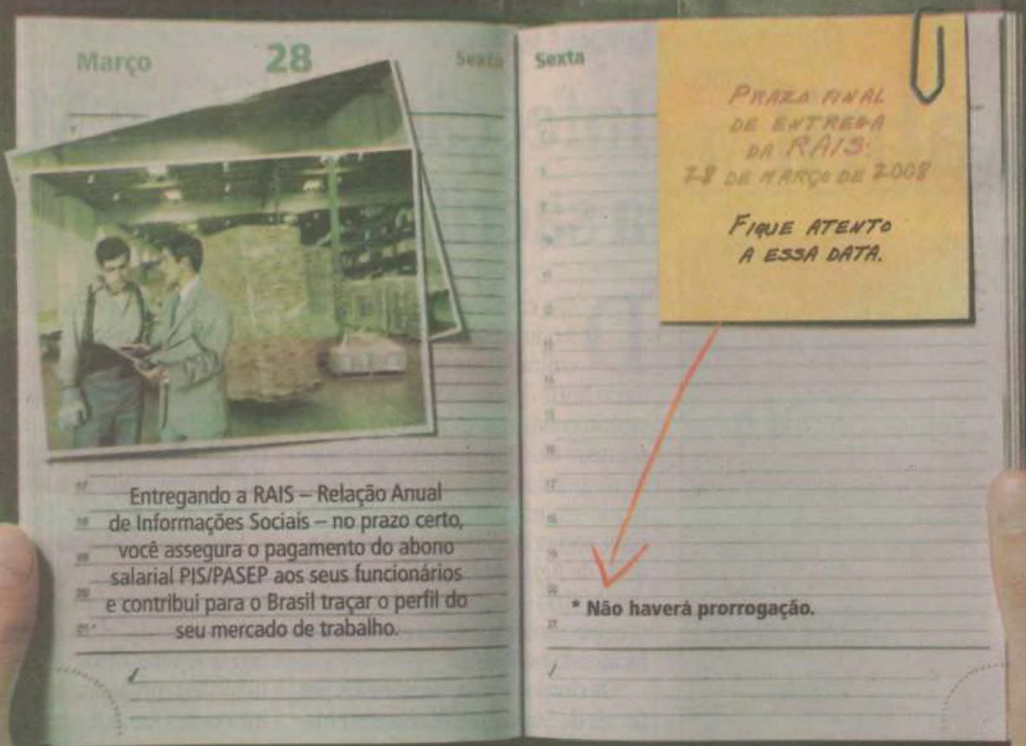 Março 28 Sexta
Entregando a RAIS – Relação Anual
de Informações Sociais – no prazo certo,
você assegura o pagamento do abono
salarial PIS/PASEP aos seus funcionários
e contribui para o Brasil traçar o perfil do
seu mercado de trabalho.
Sexta
PRAZO FINAL
DE ENTREGA
DA RAIS:
28 DE MARÇO DE 2008
FIQUE ATENTO
A ESSA DATA.
* Não haverá prorrogação.